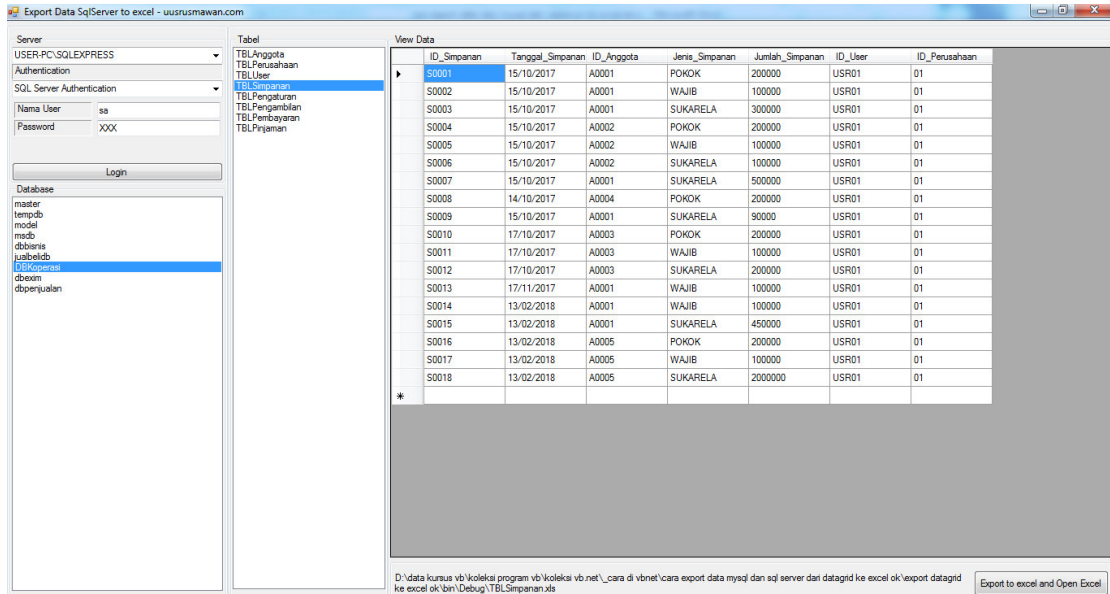 Export Data SqlServer to excel - uusrusmawan.com
Server
USER-PC\SQLEXPRESS
Authentication
SQL Server Authentication
Nama User sa
Password XXX
Login
Database
master
tempdb
model
msdb
dbbisnis
jualbelidb
DBKoperasi
dbexim
dbpenjualan
Tabel
TBLAnggota
TBLPerusahaan
TBLUser
TBLSimpanan
TBLPengaturan
TBLPengambilan
TBLPembayaran
TBLPinjaman
View Data
ID_Simpanan Tanggal_Simpanan ID_Anggota Jenis_Simpanan Jumlah_Simpanan ID_User ID_Perusahaan
S0001 15/10/2017 A0001 POKOK 200000 USR01 01
S0002 15/10/2017 A0001 WAJIB 100000 USR01 01
S0003 15/10/2017 A0001 SUKARELA 300000 USR01 01
S0004 15/10/2017 A0002 POKOK 200000 USR01 01
S0005 15/10/2017 A0002 WAJIB 100000 USR01 01
S0006 15/10/2017 A0002 SUKARELA 100000 USR01 01
S0007 15/10/2017 A0001 SUKARELA 500000 USR01 01
S0008 14/10/2017 A0004 POKOK 200000 USR01 01
S0009 15/10/2017 A0001 SUKARELA 90000 USR01 01
S0010 17/10/2017 A0003 POKOK 200000 USR01 01
S0011 17/10/2017 A0003 WAJIB 100000 USR01 01
S0012 17/10/2017 A0003 SUKARELA 200000 USR01 01
S0013 17/11/2017 A0001 WAJIB 100000 USR01 01
S0014 13/02/2018 A0001 WAJIB 100000 USR01 01
S0015 13/02/2018 A0001 SUKARELA 450000 USR01 01
S0016 13/02/2018 A0005 POKOK 200000 USR01 01
S0017 13/02/2018 A0005 WAJIB 100000 USR01 01
S0018 13/02/2018 A0005 SUKARELA 2000000 USR01 01
D:\data kursus vb\koleksi program vb\koleksi vb.net\_cara di vbnet\cara export data mysql dan sql server dari datagrid ke excel ok\export datagrid
ke excel ok\bin\Debug\TBLSimpanan.xls
Export to excel and Open Excel